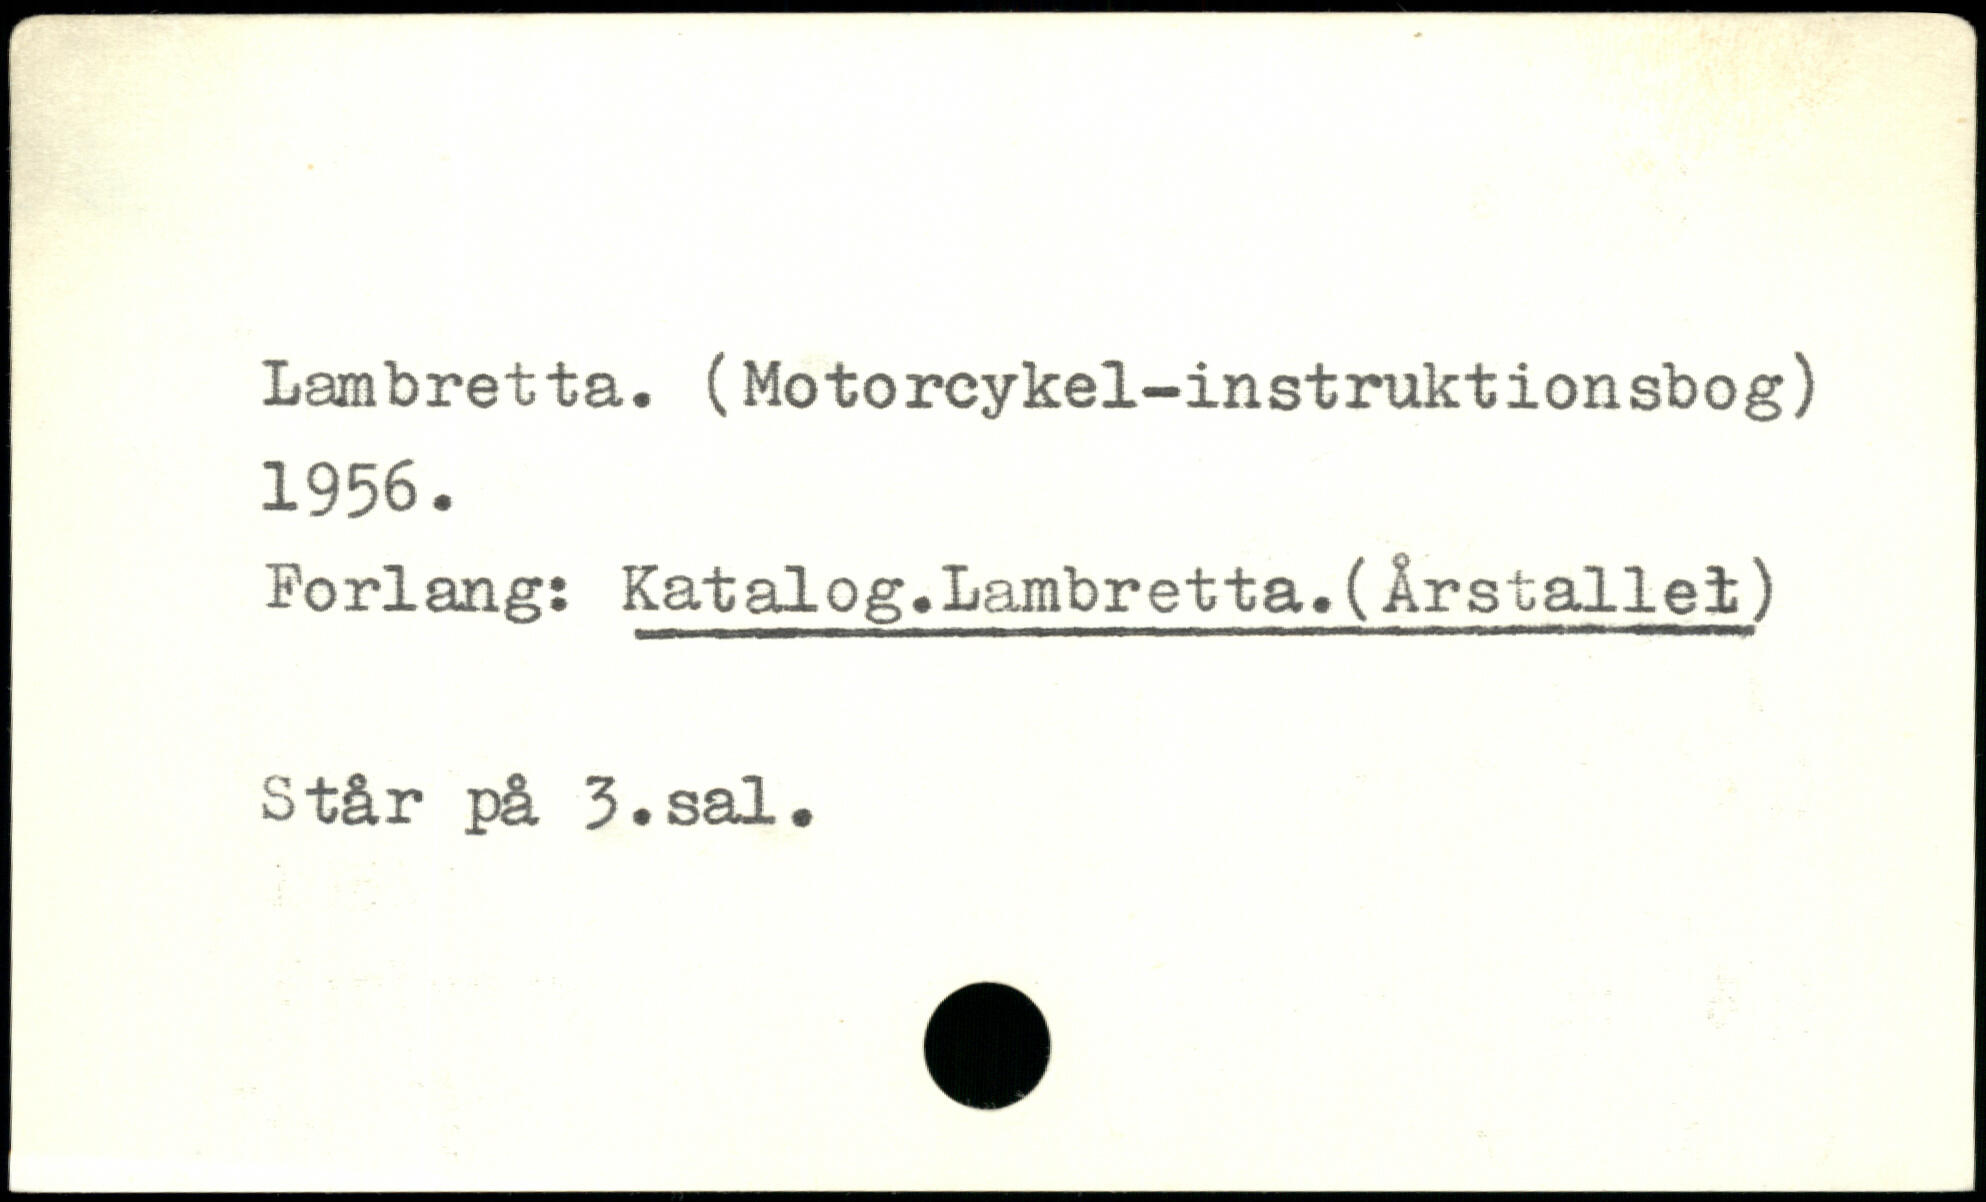 Lambretta. (Motorcykel-instruktionsbog)
1956.
Forlang: Katalog.Lambretta.(Årstallet)
Står på 3.sal.